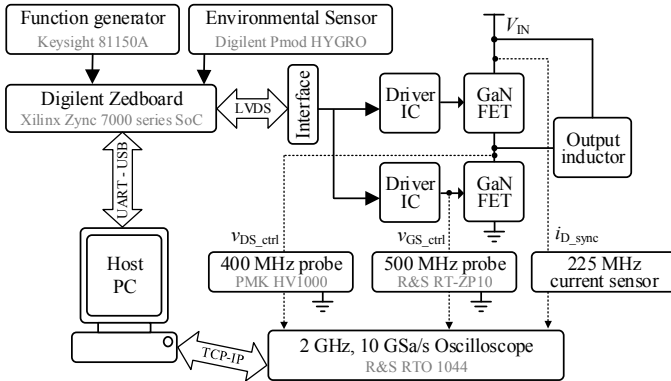 Function generator
Keysight 81150A
Environmental Sensor
Digilent Pmod HYGRO
V_IN
Digilent Zedboard
Xilinx Zync 7000 series SoC
LVDS
Interface
Driver
IC
GaN
FET
Output
inductor
Driver
IC
GaN
FET
UART - USB
v_DS_ctrl
v_GS_ctrl
i_D_sync
Host
PC
400 MHz probe
PMK HV1000
500 MHz probe
R&S RT-ZP10
225 MHz
current sensor
TCP-IP
2 GHz, 10 GSa/s Oscilloscope
R&S RTO 1044